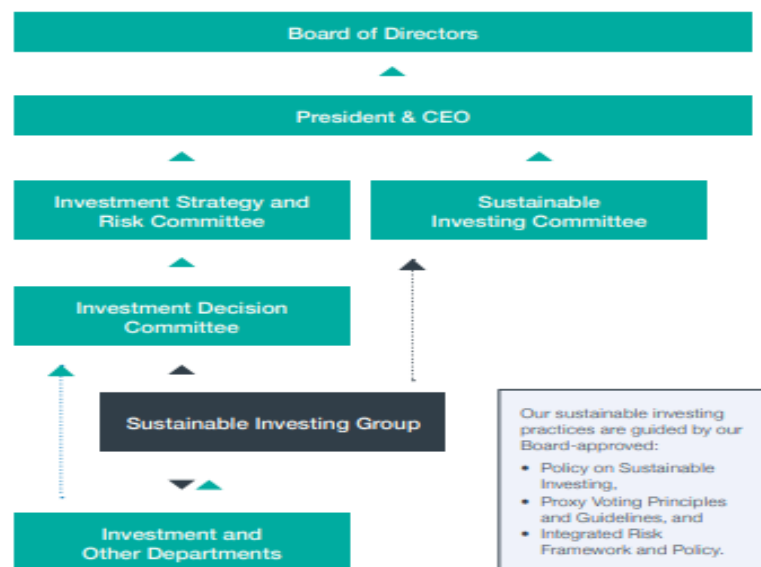 Board of Directors
President & CEO
Investment Strategy and
Risk Committee
Sustainable
Investing Committee
Investment Decision
Committee
Sustainable Investing Group
Investment and
Other Departments
Our sustainable investing
practices are guided by our
Board-approved:
• Policy on Sustainable
Investing,
• Proxy Voting Principles
and Guidelines, and
• Integrated Risk
Framework and Policy.